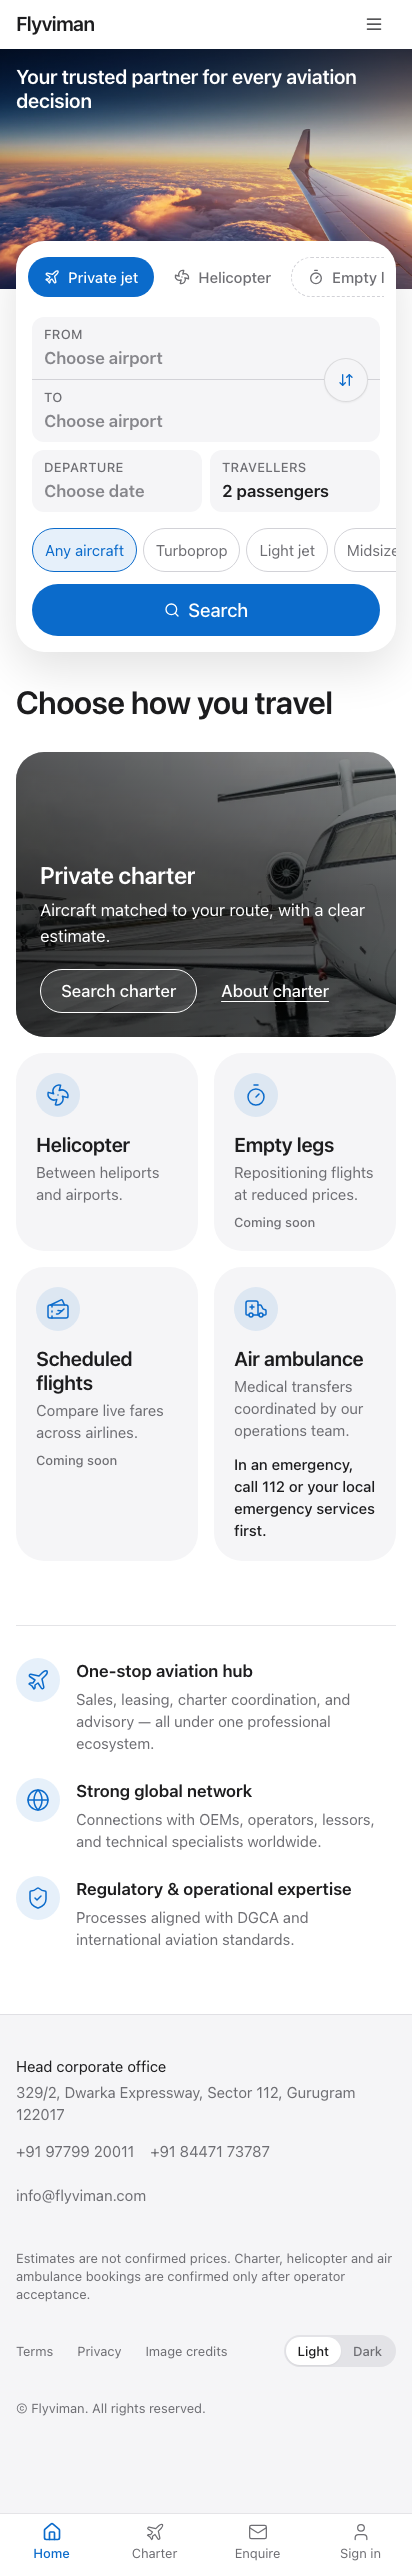 Flyviman
Your trusted partner for every aviation
decision
Private jet
Helicopter
Empty l
FROM
Choose airport
TO
Choose airport
DEPARTURE
Choose date
TRAVELLERS
2 passengers
Any aircraft
Turboprop
Light jet
Midsize
Search
Choose how you travel
Private charter
Aircraft matched to your route, with a clear
estimate.
Search charter
About charter
Helicopter
Between heliports
and airports.
Empty legs
Repositioning flights
at reduced prices.
Coming soon
Scheduled
flights
Compare live fares
across airlines.
Coming soon
Air ambulance
Medical transfers
coordinated by our
operations team.
In an emergency,
call 112 or your local
emergency services
first.
One-stop aviation hub
Sales, leasing, charter coordination, and
advisory — all under one professional
ecosystem.
Strong global network
Connections with OEMs, operators, lessors,
and technical specialists worldwide.
Regulatory & operational expertise
Processes aligned with DGCA and
international aviation standards.
Head corporate office
329/2, Dwarka Expressway, Sector 112, Gurugram
122017
+91 97799 20011 +91 84471 73787
info@flyviman.com
Estimates are not confirmed prices. Charter, helicopter and air
ambulance bookings are confirmed only after operator
acceptance.
Terms Privacy Image credits
Light Dark
© Flyviman. All rights reserved.
Home Charter Enquire Sign in